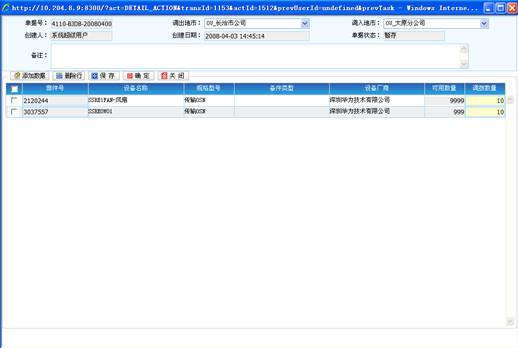 http://10.204.8.9:8300/?act=DETAIL_ACTION&transId=1153&actId=1512&prevUserId=undefined&prevTask - Windows Interne...
单据号: 4110-BJDB-20080400 调出地市: OU_长治市公司 调入地市: OU_太原分公司
创建人: 系统超级用户 创建日期: 2008-04-03 14:45:14 单据状态: 暂存
备注:
添加数据 删除行 保 存 确 定 关 闭
部件号 设备名称 规格型号 备件类型 设备厂商 可用数量 调拨数量
2120244 SSRE1FAN-风扇 传输OSN 深圳华为技术有限公司 9999 10
3037557 传输OSN 深圳华为技术有限公司 999 10